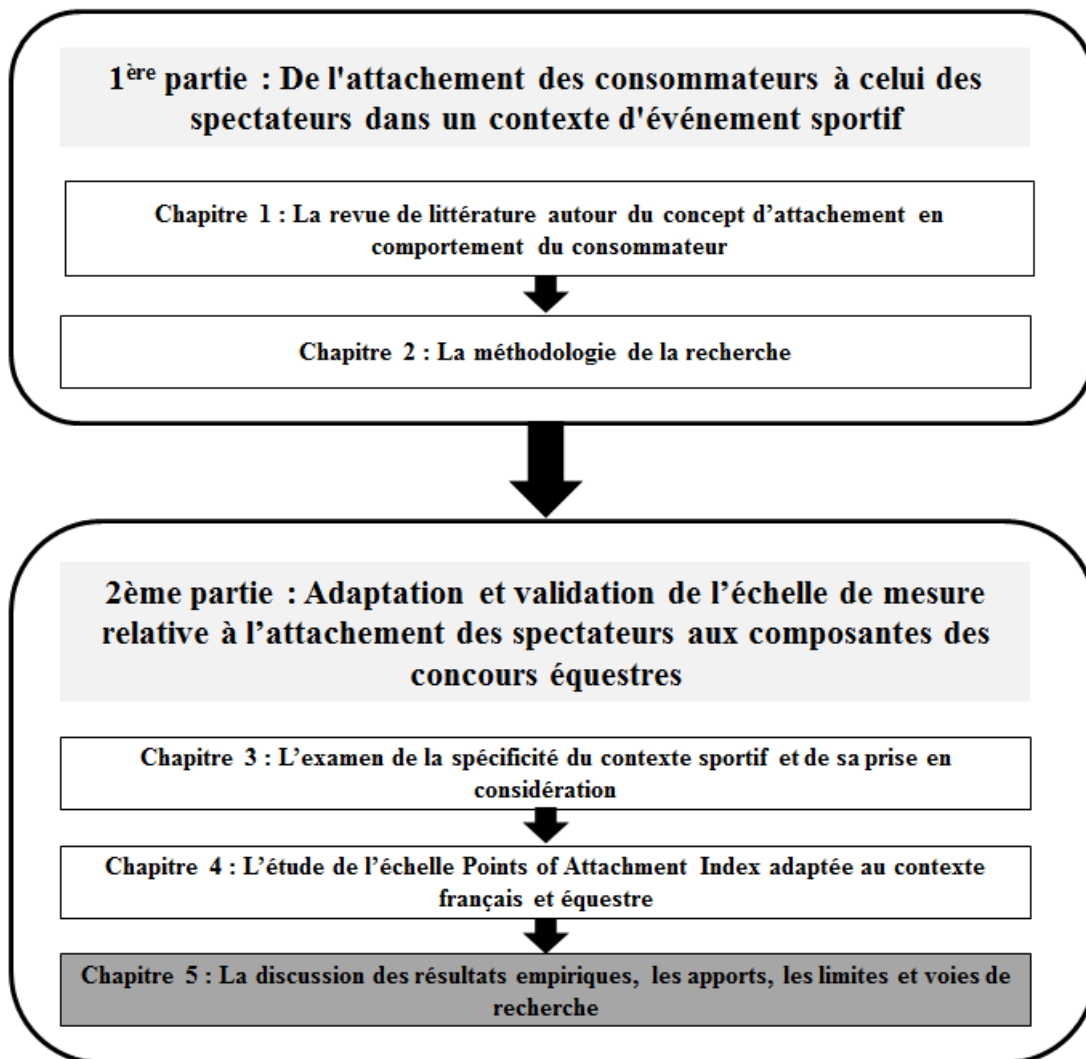 1ère partie : De l'attachement des consommateurs à celui des
spectateurs dans un contexte d'événement sportif
Chapitre 1 : La revue de littérature autour du concept d’attachement en
comportement du consommateur
Chapitre 2 : La méthodologie de la recherche
2ème partie : Adaptation et validation de l’échelle de mesure
relative à l’attachement des spectateurs aux composantes des
concours équestres
Chapitre 3 : L’examen de la spécificité du contexte sportif et de sa prise en
considération
Chapitre 4 : L’étude de l’échelle Points of Attachment Index adaptée au contexte
français et équestre
Chapitre 5 : La discussion des résultats empiriques, les apports, les limites et voies de
recherche